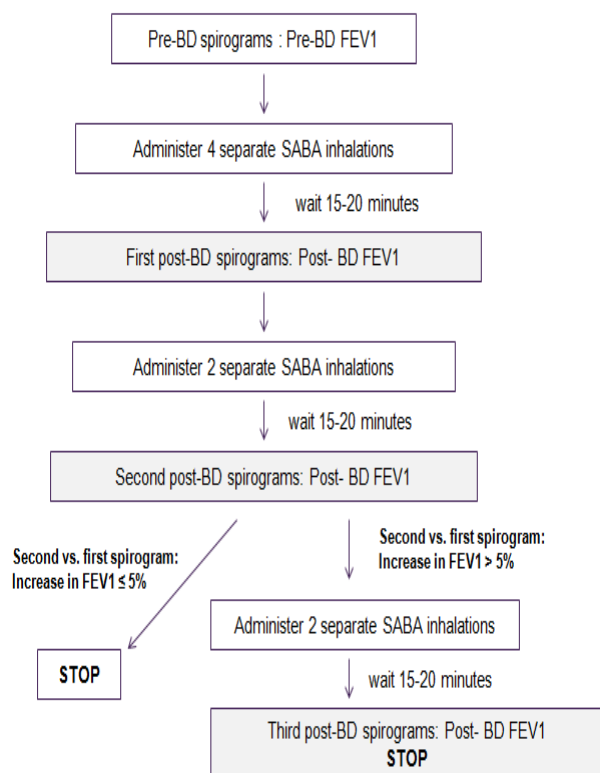 Pre-BD spirograms : Pre-BD FEV1
Administer 4 separate SABA inhalations
wait 15-20 minutes
First post-BD spirograms: Post- BD FEV1
Administer 2 separate SABA inhalations
wait 15-20 minutes
Second post-BD spirograms: Post- BD FEV1
Second vs. first spirogram:
Increase in FEV1 ≤ 5%
Second vs. first spirogram:
Increase in FEV1 > 5%
STOP
Administer 2 separate SABA inhalations
wait 15-20 minutes
Third post-BD spirograms: Post- BD FEV1
STOP